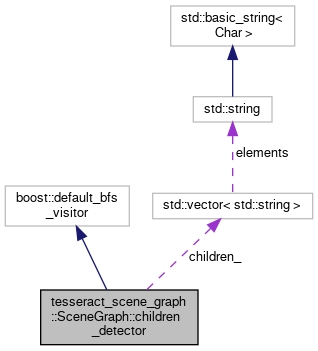 std::basic_string<
Char >
std::string
elements
boost::default_bfs
_visitor
std::vector< std::string >
children_
tesseract_scene_graph
::SceneGraph::children
_detector